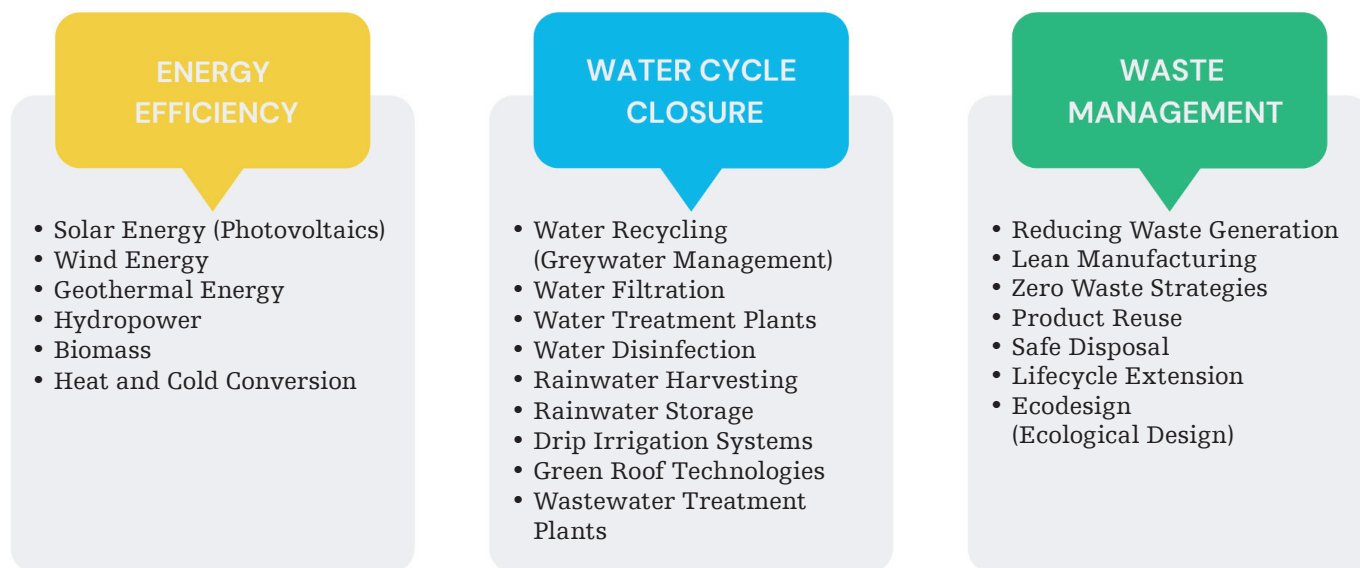 ENERGY
EFFICIENCY
• Solar Energy (Photovoltaics)
• Wind Energy
• Geothermal Energy
• Hydropower
• Biomass
• Heat and Cold Conversion
WATER CYCLE
CLOSURE
• Water Recycling
(Greywater Management)
• Water Filtration
• Water Treatment Plants
• Water Disinfection
• Rainwater Harvesting
• Rainwater Storage
• Drip Irrigation Systems
• Green Roof Technologies
• Wastewater Treatment
Plants
WASTE
MANAGEMENT
• Reducing Waste Generation
• Lean Manufacturing
• Zero Waste Strategies
• Product Reuse
• Safe Disposal
• Lifecycle Extension
• Ecodesign
(Ecological Design)